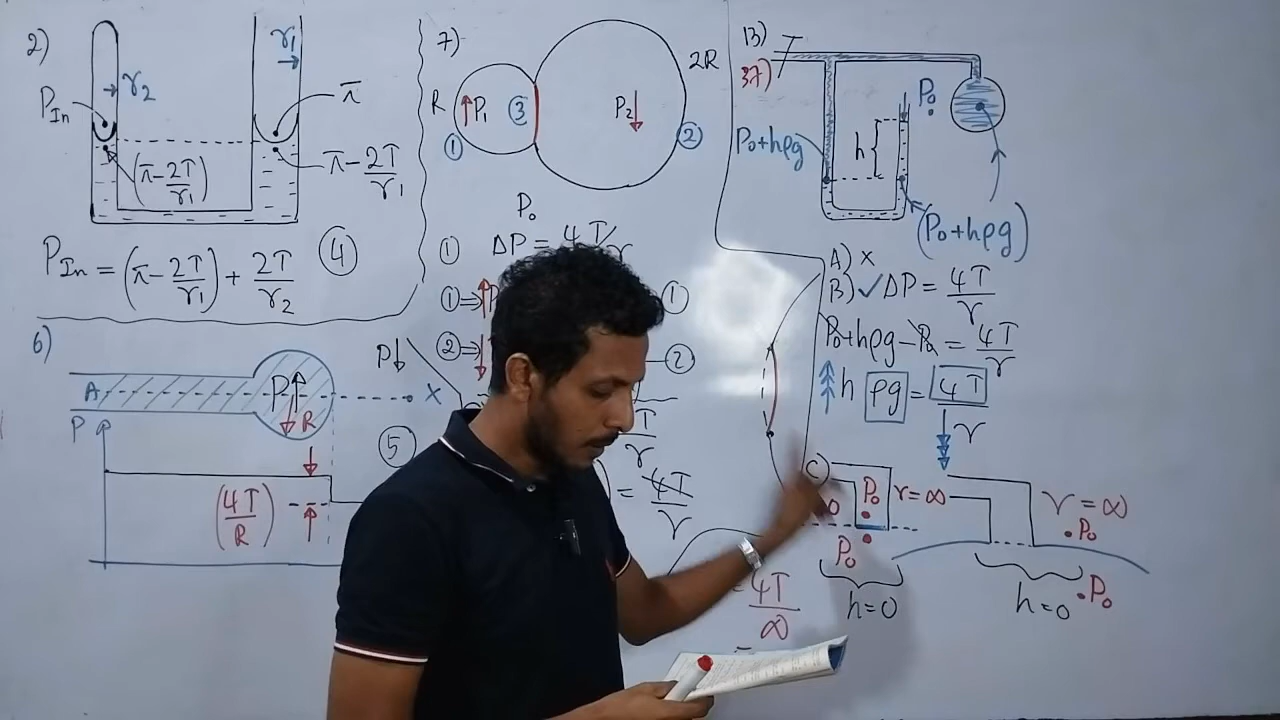 2)
r₁
r₂
P_In
π
(π-2T/r₁)
π-2T/r₁
P_In = (π-2T/r₁) + 2T/r₂
④
6)
A
P
R
x
P
(4T/R)
7)
R
P₁
③
P₂
2R
①
②
P₀
① ΔP = 4T/r
①⇒
①
②⇒
②
P↓
⑤
T/r
= 4T/r
4T/∞
13)
37)
P₀
P₀+hρg
h
(P₀+hρg)
A) x
B) ✓ ΔP = 4T/r
P₀+hρg-P₀ = 4T/r
h ρg = 4T/r
C)
P₀
r=∞
r=∞
P₀
P₀
h=0
h=0
P₀